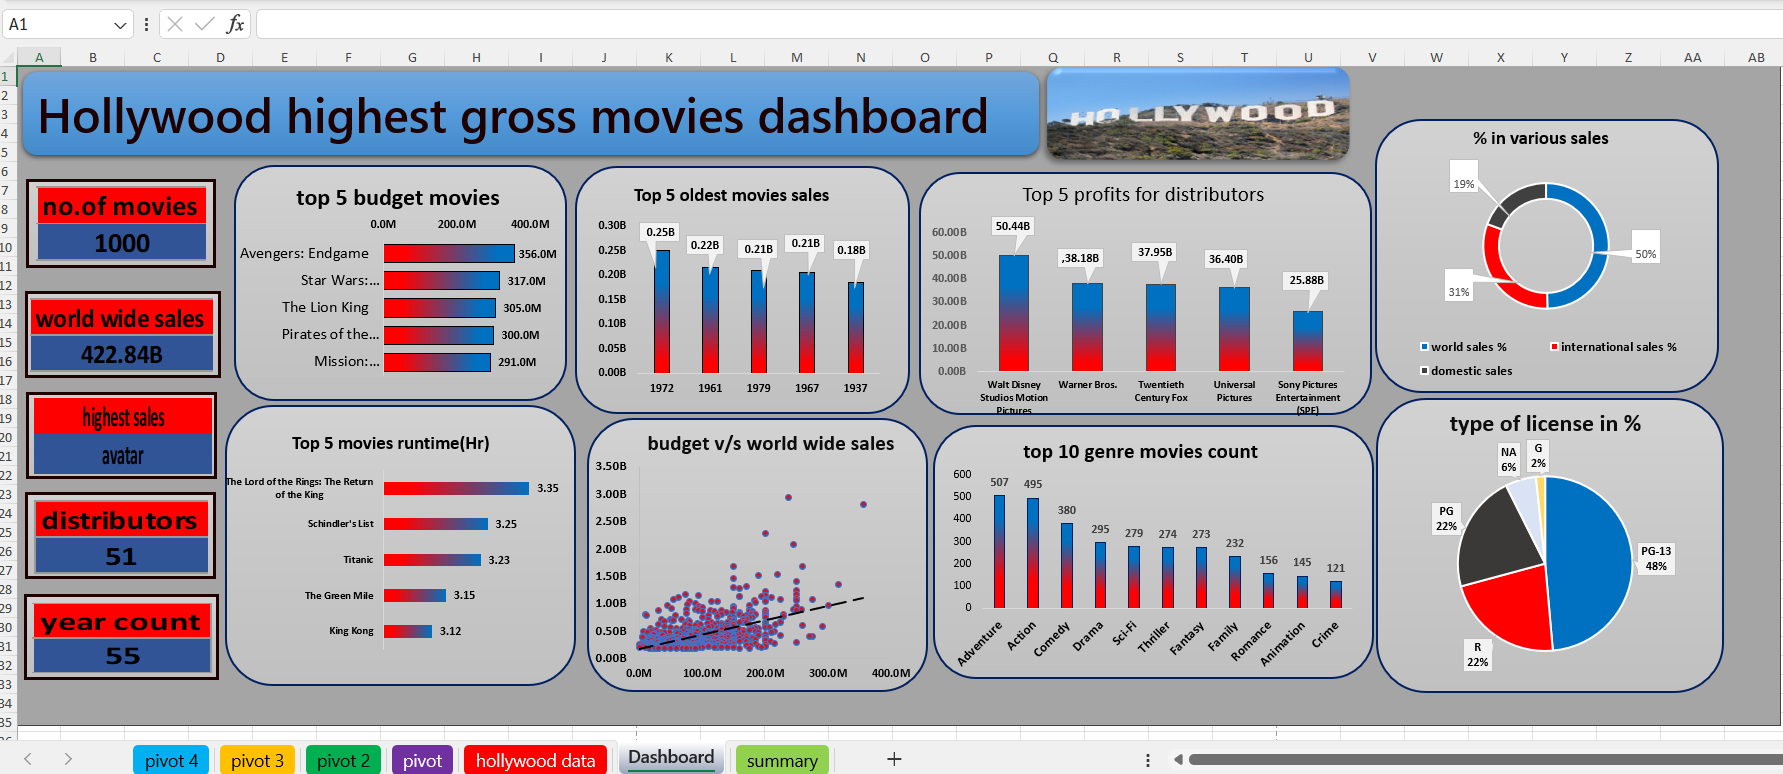 A1
fx
A B C D E F G H I J K L M N O P Q R S T U V W X Y Z AA AB
Hollywood highest gross movies dashboard
HOLLYWOOD
no.of movies
1000
world wide sales
422.84B
highest sales
avatar
distributors
51
year count
55
top 5 budget movies
0.0M 200.0M 400.0M
Avengers: Endgame 356.0M
Star Wars:... 317.0M
The Lion King 305.0M
Pirates of the... 300.0M
Mission:... 291.0M
Top 5 oldest movies sales
0.30B
0.25B
0.20B
0.15B
0.10B
0.05B
0.00B
0.25B 0.22B 0.21B 0.21B 0.18B
1972 1961 1979 1967 1937
Top 5 profits for distributors
60.00B
50.00B
40.00B
30.00B
20.00B
10.00B
0.00B
50.44B ,38.18B 37.95B 36.40B 25.88B
Walt Disney
Studios Motion
Pictures
Warner Bros.
Twentieth
Century Fox
Universal
Pictures
Sony Pictures
Entertainment
(SPE)
% in various sales
19%
50%
31%
world sales %
international sales %
domestic sales
Top 5 movies runtime(Hr)
The Lord of the Rings: The Return
of the King
3.35
Schindler's List 3.25
Titanic 3.23
The Green Mile 3.15
King Kong 3.12
budget v/s world wide sales
3.50B
3.00B
2.50B
2.00B
1.50B
1.00B
0.50B
0.00B
0.0M 100.0M 200.0M 300.0M 400.0M
top 10 genre movies count
600
500
400
300
200
100
0
507 495 380 295 279 274 273 232 156 145 121
Adventure Action Comedy Drama Sci-Fi Thriller Fantasy Family Romance Animation Crime
type of license in %
NA
6%
G
2%
PG
22%
PG-13
48%
R
22%
1
2
3
4
5
6
7
8
9
10
11
12
13
14
15
16
17
18
19
20
21
22
23
24
25
26
27
28
29
30
31
32
33
34
35
pivot 4 pivot 3 pivot 2 pivot hollywood data Dashboard summary